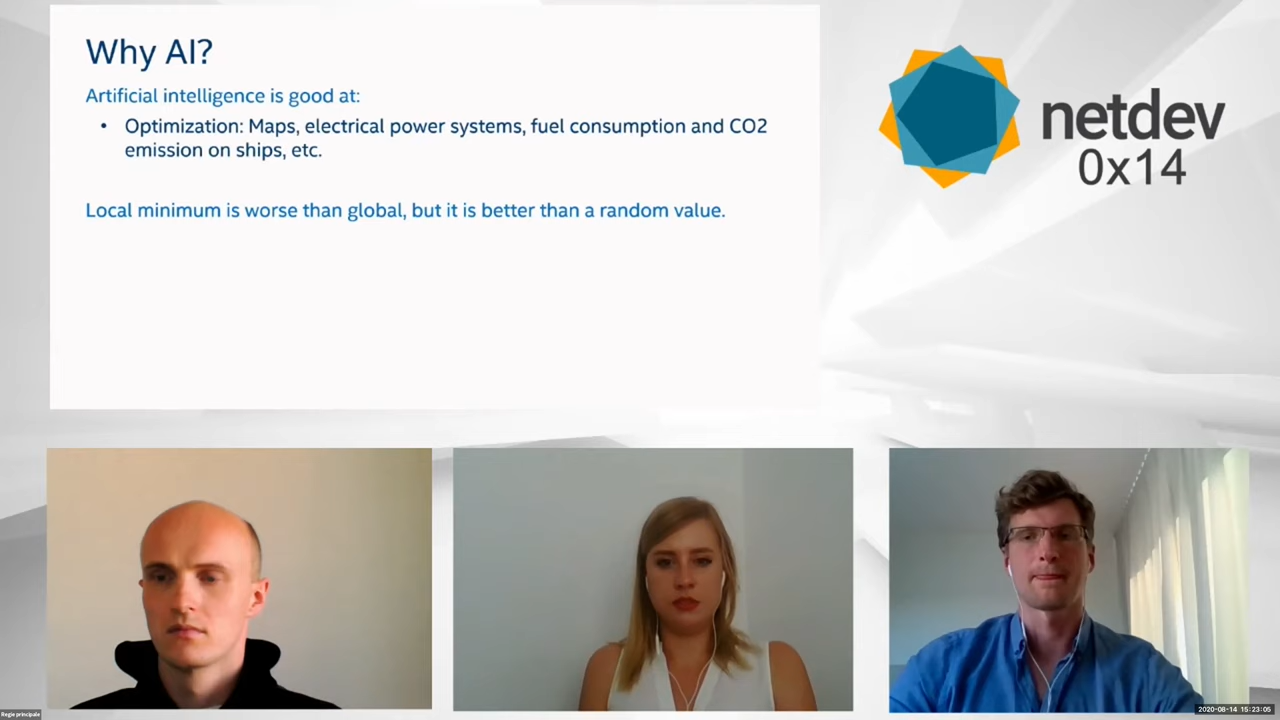 Why AI?
Artificial intelligence is good at:
• Optimization: Maps, electrical power systems, fuel consumption and CO2
emission on ships, etc.
Local minimum is worse than global, but it is better than a random value.
netdev
0x14
Regie principale
2020-08-14 15:23:05